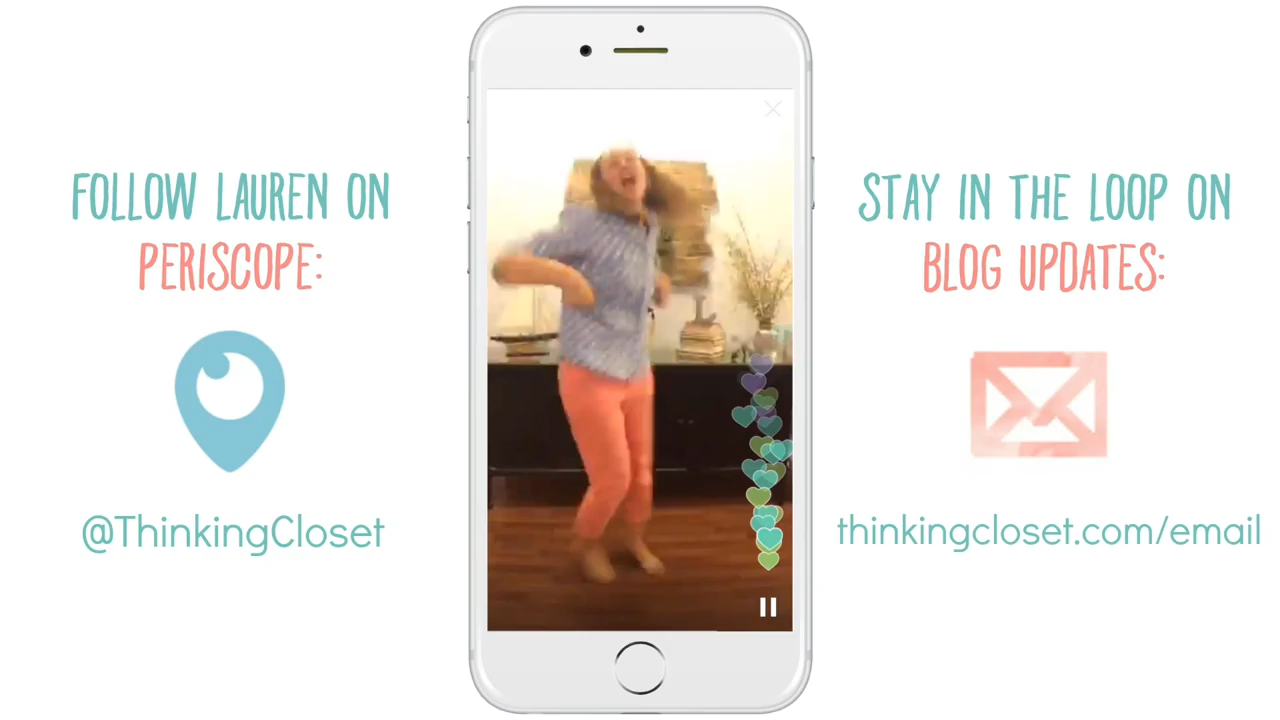 FOLLOW LAUREN ON
PERISCOPE:
@ThinkingCloset
STAY IN THE LOOP ON
BLOG UPDATES:
thinkingcloset.com/email